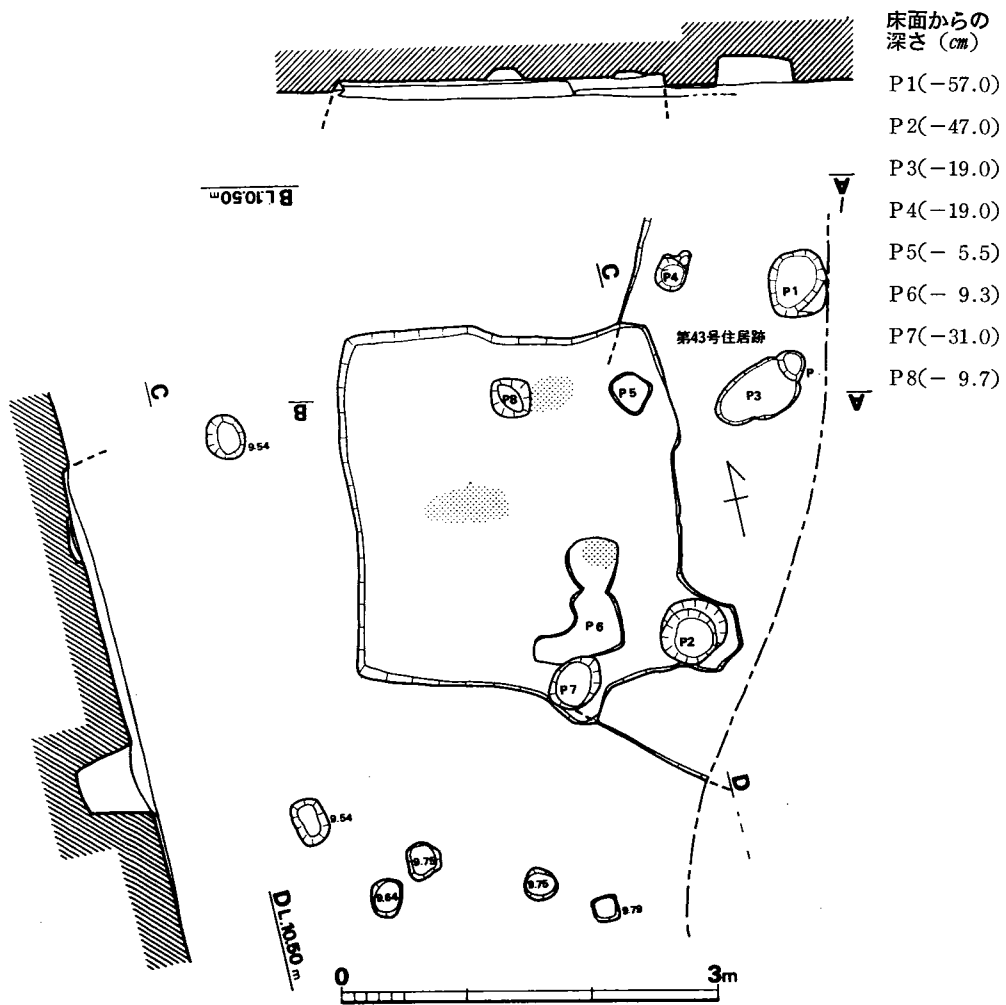 床面からの
深さ (cm)
P1(-57.0)
P2(-47.0)
P3(-19.0)
P4(-19.0)
P5(- 5.5)
P6(- 9.3)
P7(-31.0)
P8(- 9.7)
B L.10.50m
A
C
P4
P1
第43号住居跡
C
B
P8
P5
P3
P
A
9.54
P6
P2
P7
D
9.54
9.75
9.64
9.75
9.79
D L.10.50m
0
3m